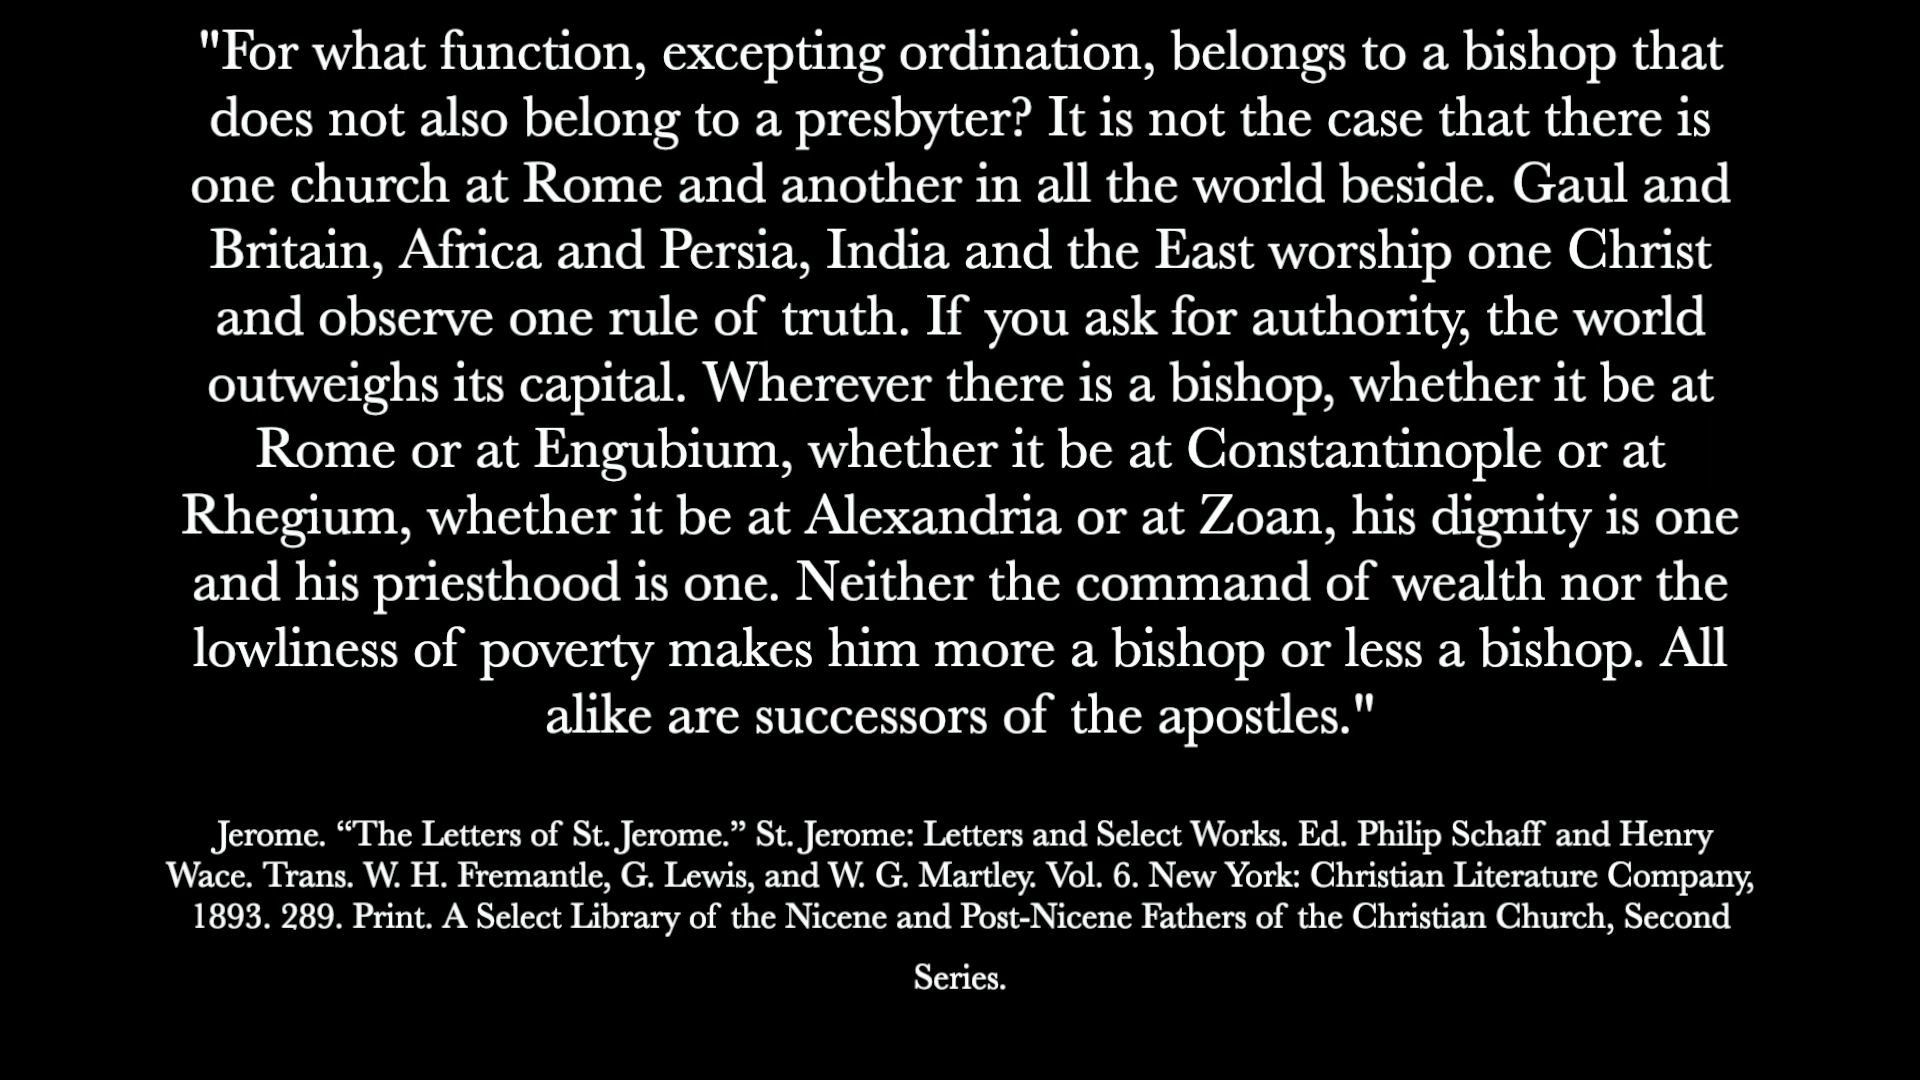 "For what function, excepting ordination, belongs to a bishop that
does not also belong to a presbyter? It is not the case that there is
one church at Rome and another in all the world beside. Gaul and
Britain, Africa and Persia, India and the East worship one Christ
and observe one rule of truth. If you ask for authority, the world
outweighs its capital. Wherever there is a bishop, whether it be at
Rome or at Engubium, whether it be at Constantinople or at
Rhegium, whether it be at Alexandria or at Zoan, his dignity is one
and his priesthood is one. Neither the command of wealth nor the
lowliness of poverty makes him more a bishop or less a bishop. All
alike are successors of the apostles."
Jerome. “The Letters of St. Jerome.” St. Jerome: Letters and Select Works. Ed. Philip Schaff and Henry
Wace. Trans. W. H. Fremantle, G. Lewis, and W. G. Martley. Vol. 6. New York: Christian Literature Company,
1893. 289. Print. A Select Library of the Nicene and Post-Nicene Fathers of the Christian Church, Second
Series.